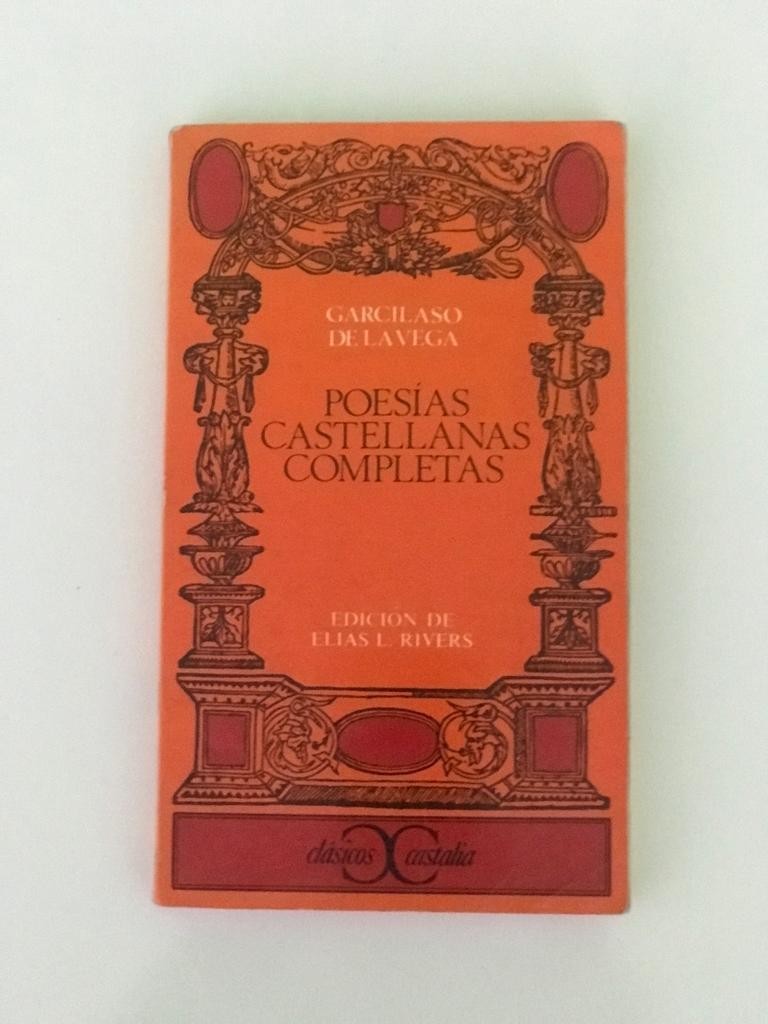 GARCILASO
DE LA VEGA
POESÍAS
CASTELLANAS
COMPLETAS
EDICIÓN DE
ELIAS L. RIVERS
clásicos castalia